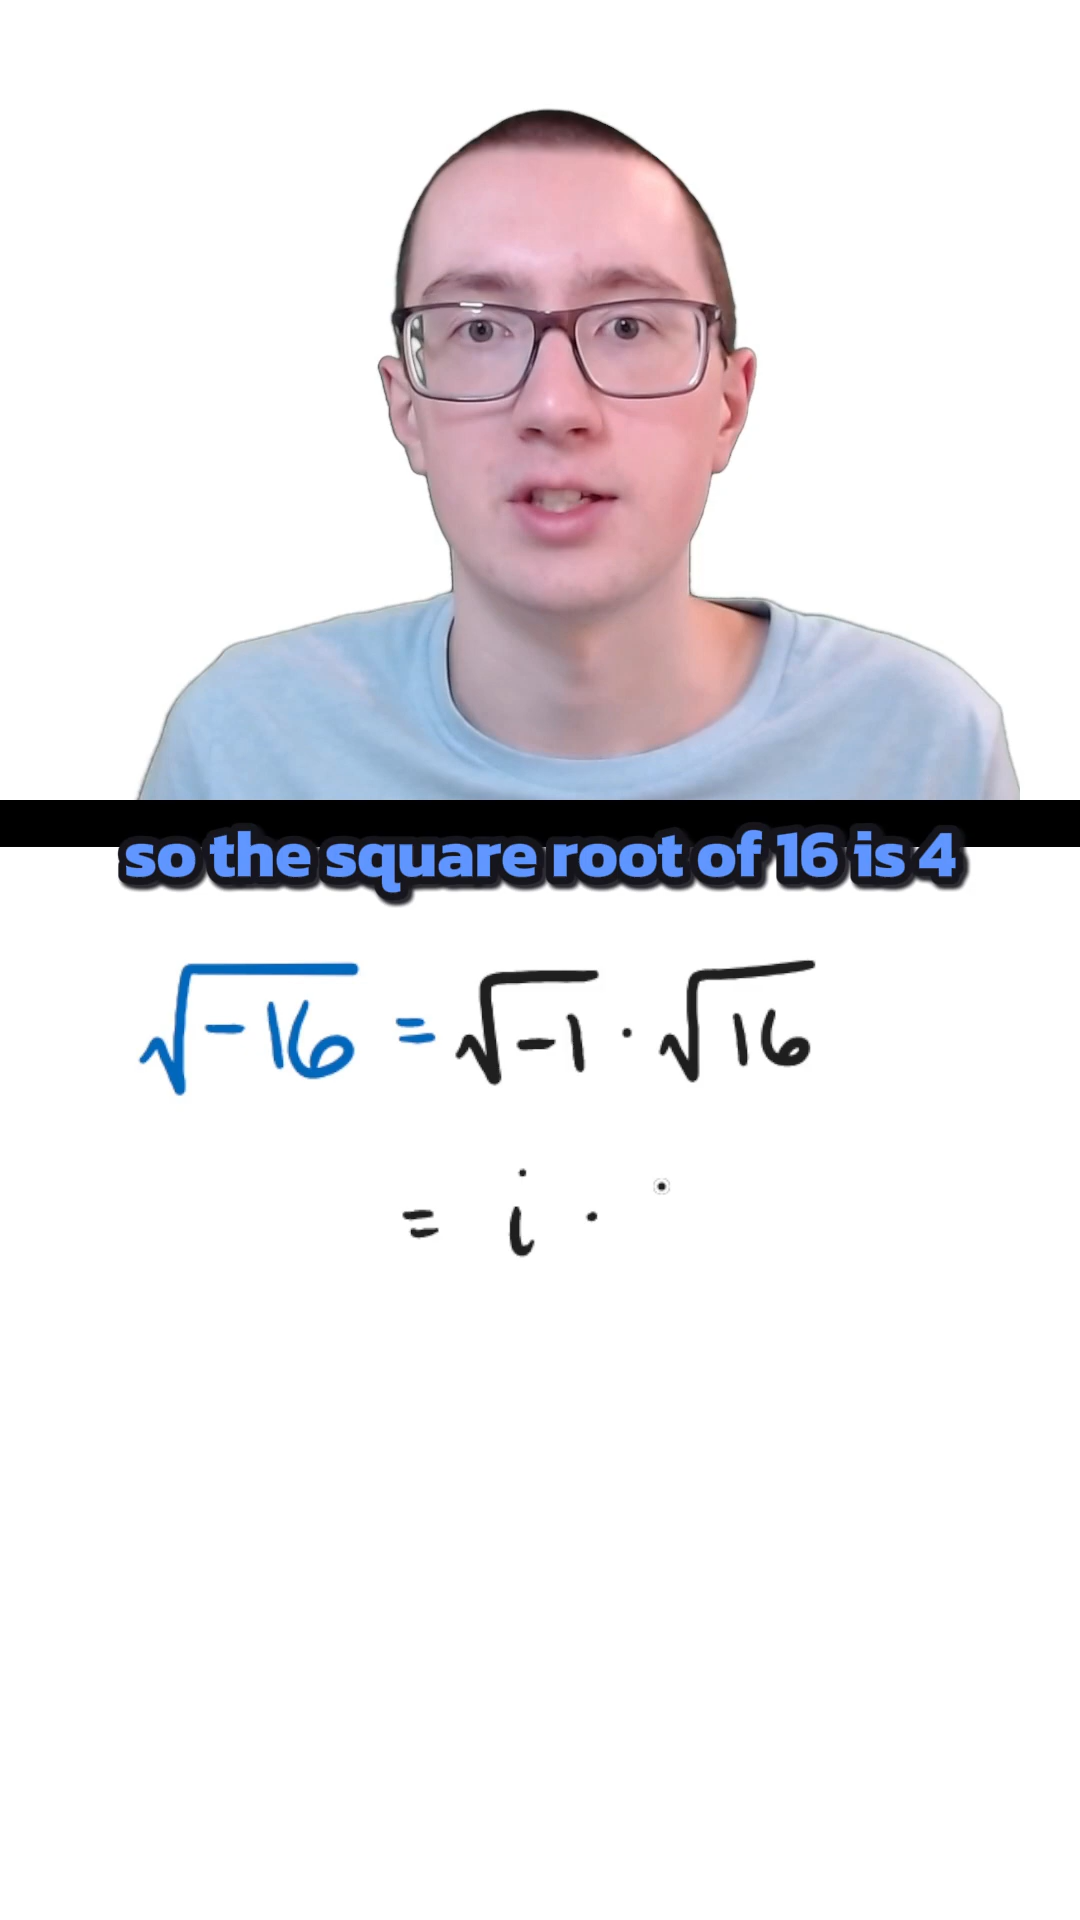 so the square root of 16 is 4
√-16 = √-1 · √16
= i ·